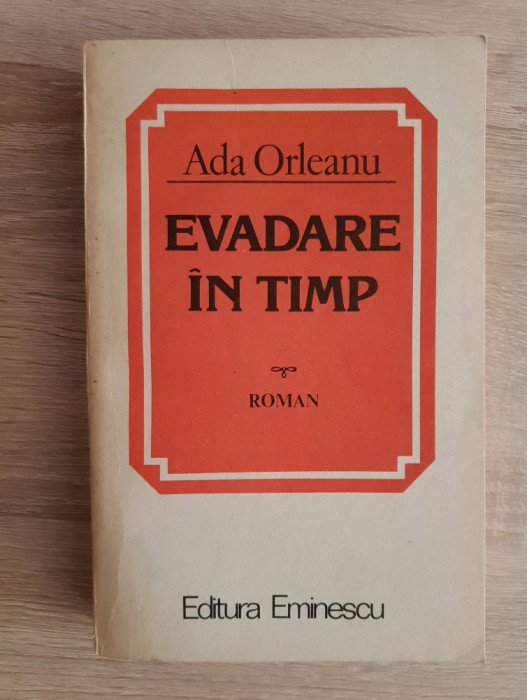 Ada Orleanu
EVADARE
ÎN TIMP
ROMAN
Editura Eminescu